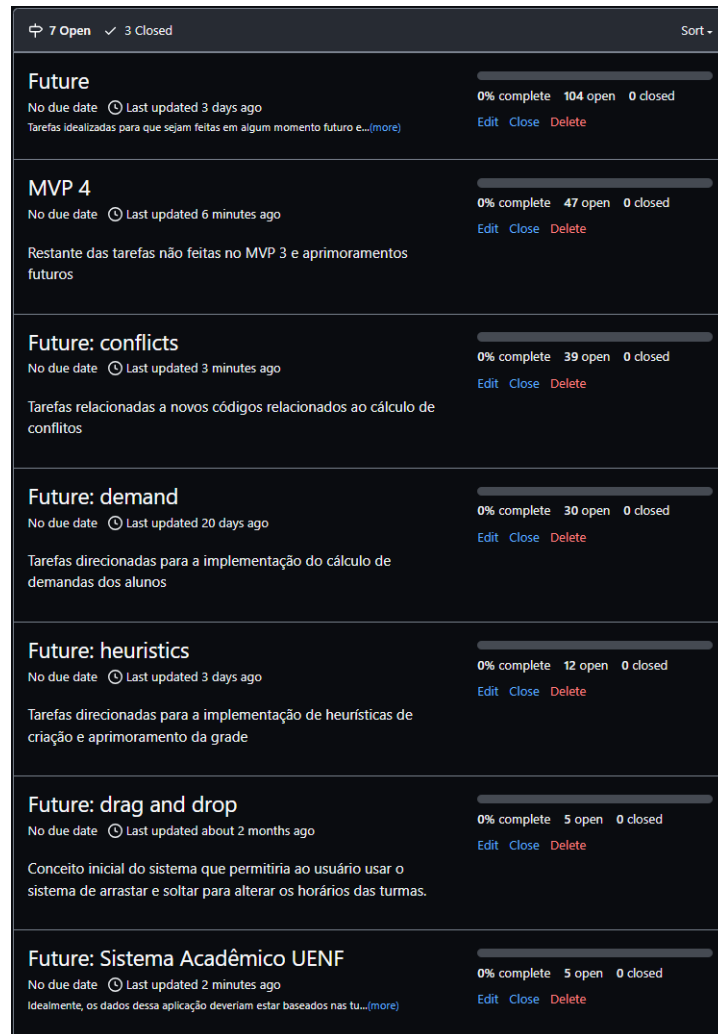 7 Open 3 Closed Sort
Future
No due date Last updated 3 days ago
Tarefas idealizadas para que sejam feitas em algum momento futuro e...(more)
0% complete 104 open 0 closed
Edit Close Delete
MVP 4
No due date Last updated 6 minutes ago
Restante das tarefas não feitas no MVP 3 e aprimoramentos
futuros
0% complete 47 open 0 closed
Edit Close Delete
Future: conflicts
No due date Last updated 3 minutes ago
Tarefas relacionadas a novos códigos relacionados ao cálculo de
conflitos
0% complete 39 open 0 closed
Edit Close Delete
Future: demand
No due date Last updated 20 days ago
Tarefas direcionadas para a implementação do cálculo de
demandas dos alunos
0% complete 30 open 0 closed
Edit Close Delete
Future: heuristics
No due date Last updated 3 days ago
Tarefas direcionadas para a implementação de heurísticas de
criação e aprimoramento da grade
0% complete 12 open 0 closed
Edit Close Delete
Future: drag and drop
No due date Last updated about 2 months ago
Conceito inicial do sistema que permitiria ao usuário usar o
sistema de arrastar e soltar para alterar os horários das turmas.
0% complete 5 open 0 closed
Edit Close Delete
Future: Sistema Acadêmico UENF
No due date Last updated 2 minutes ago
Idealmente, os dados dessa aplicação deveriam estar baseados nas tu...(more)
0% complete 5 open 0 closed
Edit Close Delete